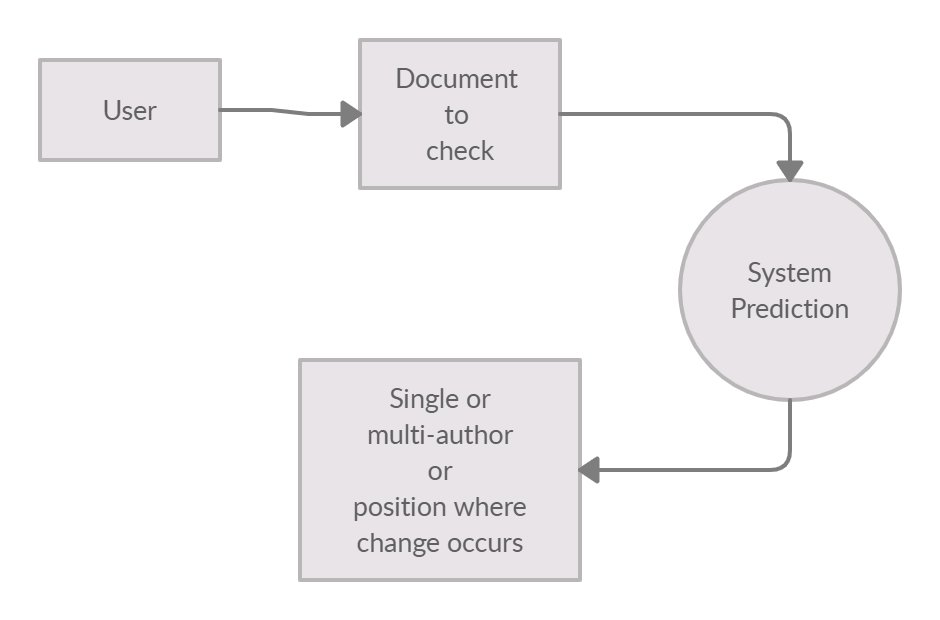 User
Document
to
check
System
Prediction
Single or
multi-author
or
position where
change occurs